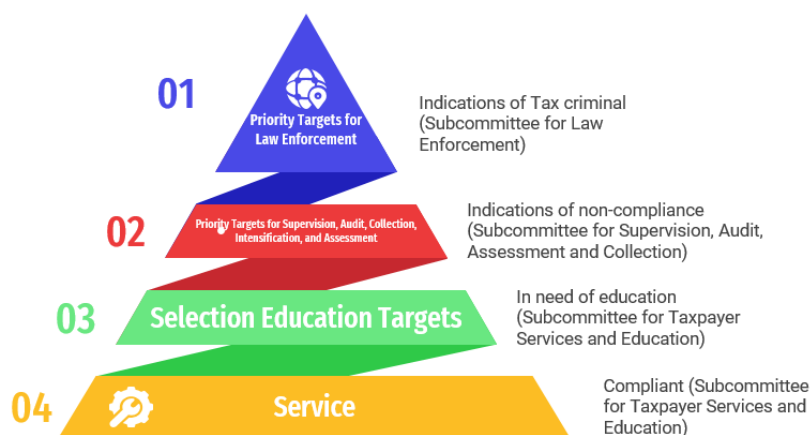 01
Priority Targets for
Law Enforcement
Indications of Tax criminal
(Subcommittee for Law
Enforcement)
02
Priority Targets for Supervision, Audit, Collection,
Intensification, and Assessment
Indications of non-compliance
(Subcommittee for Supervision, Audit,
Assessment and Collection)
03
Selection Education Targets
In need of education
(Subcommittee for Taxpayer
Services and Education)
04
Service
Compliant (Subcommittee
for Taxpayer Services and
Education)